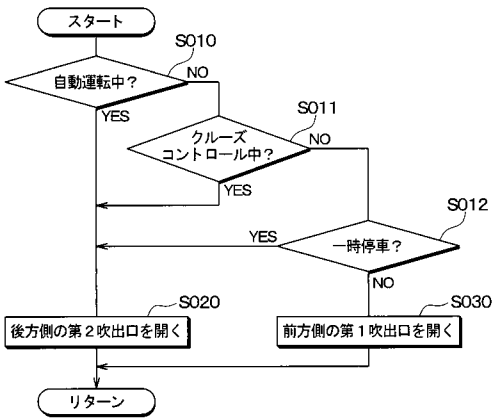 スタート
S010
自動運転中？
NO
YES
S011
クルーズ
コントロール中？
NO
YES
S012
一時停車？
YES
NO
S020
後方側の第２吹出口を開く
S030
前方側の第１吹出口を開く
リターン